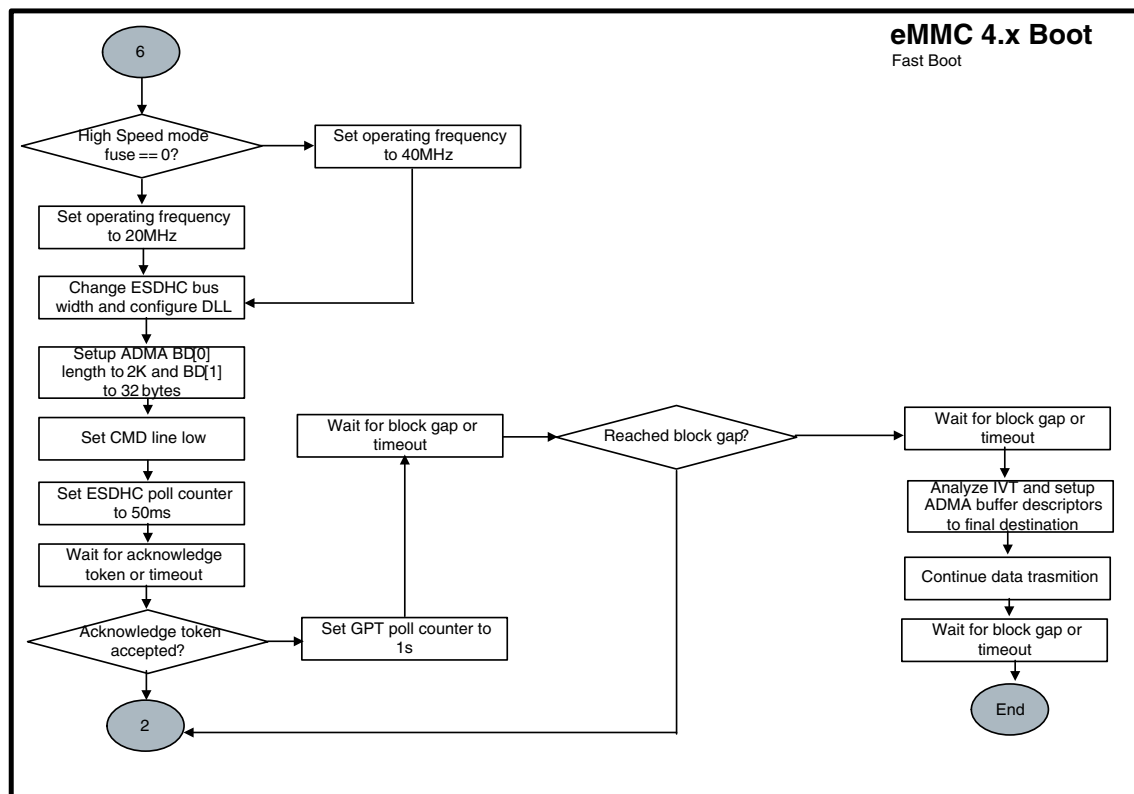 eMMC 4.x Boot
Fast Boot
6
High Speed mode
fuse == 0?
Set operating frequency
to 40MHz
Set operating frequency
to 20MHz
Change ESDHC bus
width and configure DLL
Setup ADMA BD[0]
length to 2K and BD[1]
to 32 bytes
Set CMD line low
Set ESDHC poll counter
to 50ms
Wait for acknowledge
token or timeout
Acknowledge token
accepted?
2
Set GPT poll counter to
1s
Wait for block gap or
timeout
Reached block gap?
Wait for block gap or
timeout
Analyze IVT and setup
ADMA buffer descriptors
to final destination
Continue data trasmition
Wait for block gap or
timeout
End